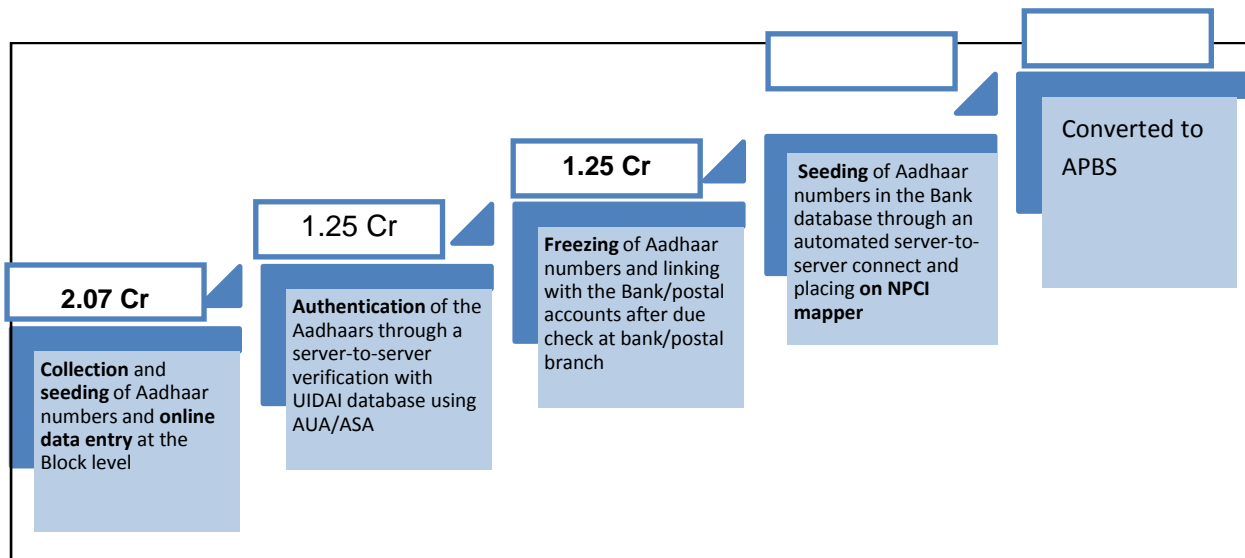 2.07 Cr
Collection and
seeding of Aadhaar
numbers and online
data entry at the
Block level
1.25 Cr
Authentication of the
Aadhaars through a
server-to-server
verification with
UIDAI database using
AUA/ASA
1.25 Cr
Freezing of Aadhaar
numbers and linking
with the Bank/postal
accounts after due
check at bank/postal
branch
Seeding of Aadhaar
numbers in the Bank
database through an
automated server-to-
server connect and
placing on NPCI
mapper
Converted to
APBS